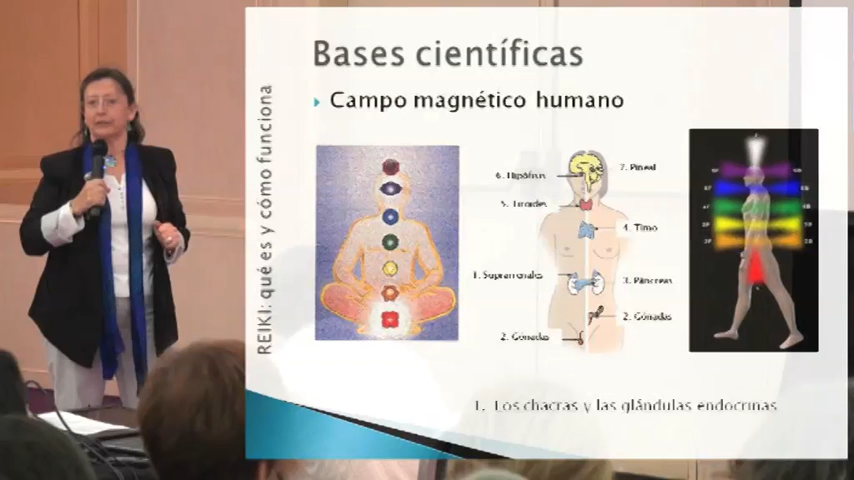 Bases científicas
Campo magnético humano
REIKI: qué es y cómo funciona
6. Hipófisis
7. Pineal
5. Tiroides
4. Timo
1. Suprarrenales
3. Páncreas
2. Gónadas
2. Gónadas
1. Los chacras y las glándulas endocrinas